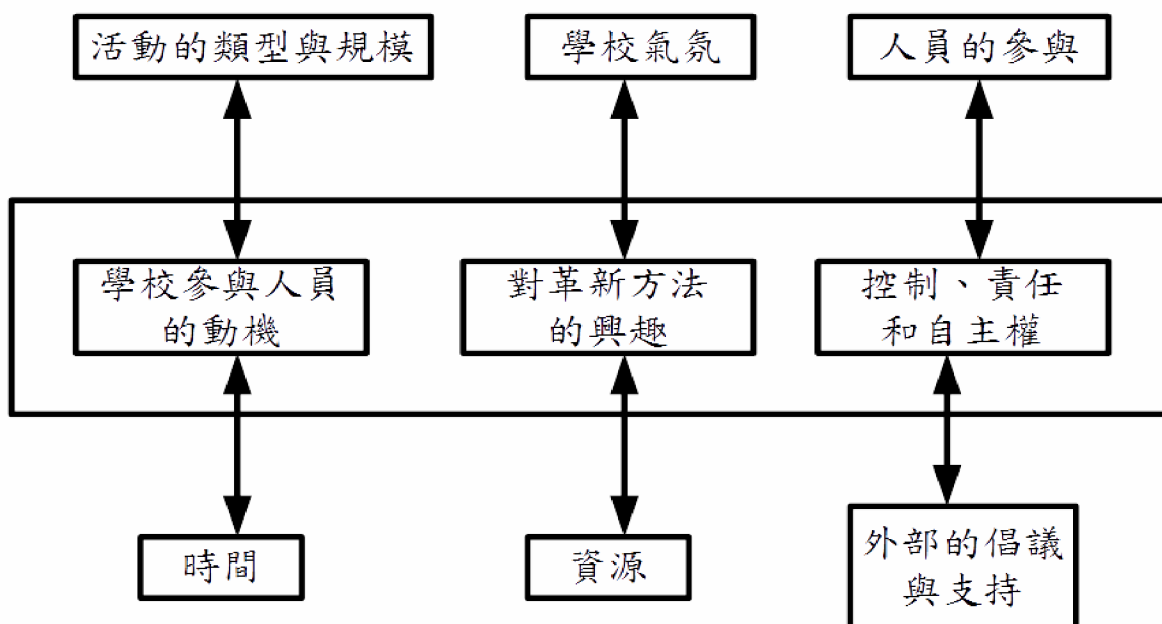 活動的類型與規模
學校氣氛
人員的參與
學校參與人員
的動機
對革新方法
的興趣
控制、責任
和自主權
時間
資源
外部的倡議
與支持